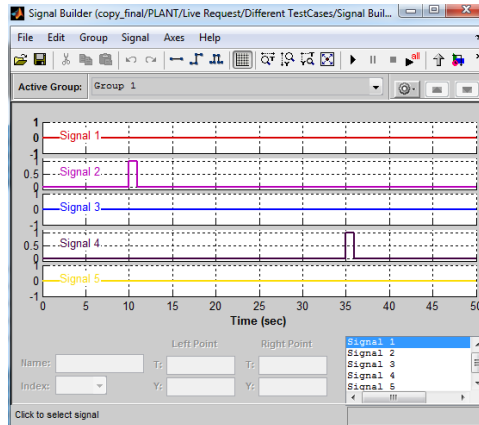 Signal Builder (copy_final/PLANT/Live Request/Different TestCases/Signal Buil...
File Edit Group Signal Axes Help
all
Active Group: Group 1
1
0
-1
Signal 1
0.5
0
Signal 2
0
-1
Signal 3
0.5
0
Signal 4
1
0
-1
Signal 5
0 5 10 15 20 25 30 35 40 45 50
Time (sec)
Left Point Right Point
Name: T: T:
Index: Y: Y:
Signal 1
Signal 2
Signal 3
Signal 4
Signal 5
Click to select signal